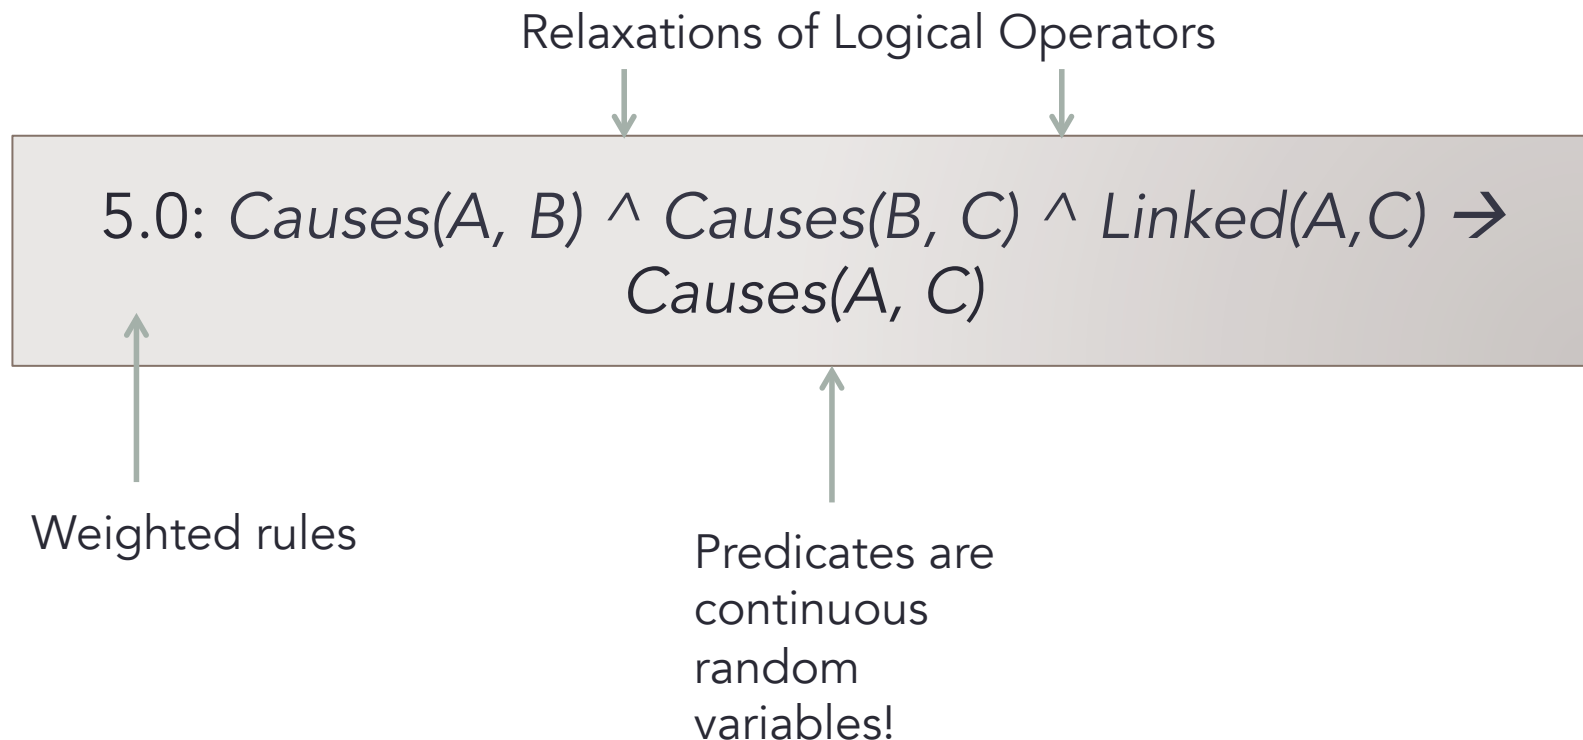 Relaxations of Logical Operators
5.0: Causes(A, B) ^ Causes(B, C) ^ Linked(A,C) →
Causes(A, C)
Weighted rules
Predicates are
continuous
random
variables!